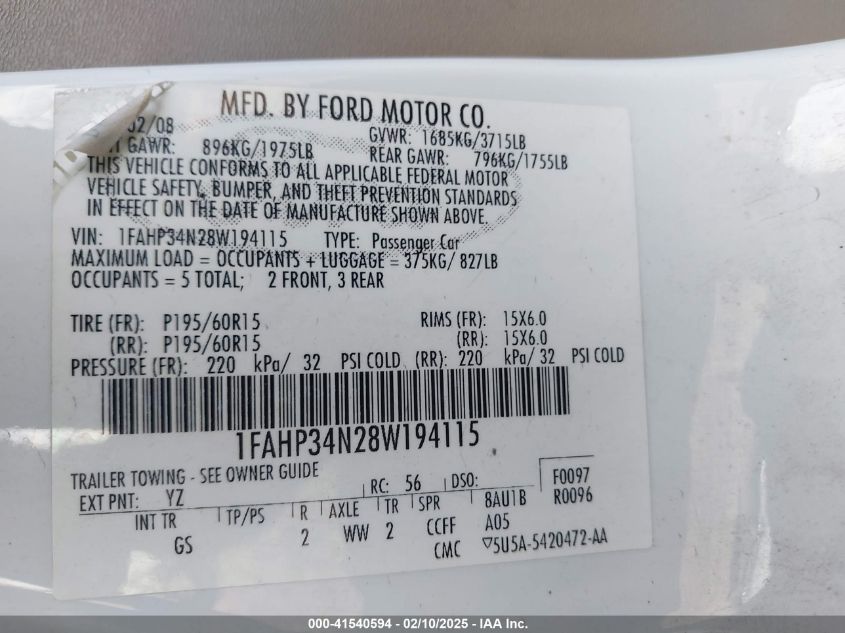 MFD. BY FORD MOTOR CO.
02/08 GVWR: 1685KG/3715LB
GAWR: 896KG/1975LB REAR GAWR: 796KG/1755LB
THIS VEHICLE CONFORMS TO ALL APPLICABLE FEDERAL MOTOR
VEHICLE SAFETY, BUMPER, AND THEFT PREVENTION STANDARDS
IN EFFECT ON THE DATE OF MANUFACTURE SHOWN ABOVE.
VIN: 1FAHP34N28W194115 TYPE: Passenger Car
MAXIMUM LOAD = OCCUPANTS + LUGGAGE = 375KG/ 827LB
OCCUPANTS = 5 TOTAL; 2 FRONT, 3 REAR
TIRE (FR): P195/60R15 RIMS (FR): 15X6.0
(RR): P195/60R15 (RR): 15X6.0
PRESSURE (FR): 220 kPa/ 32 PSI COLD (RR): 220 kPa/ 32 PSI COLD
1FAHP34N28W194115
TRAILER TOWING - SEE OWNER GUIDE
EXT PNT: YZ RC: 56 DSO: F0097
R0096
INT TR TP/PS R AXLE TR SPR 8AU1B
GS 2 WW 2 CCFF A05
CMC ▽5U5A-5420472-AA
000-41540594 - 02/10/2025 - IAA Inc.